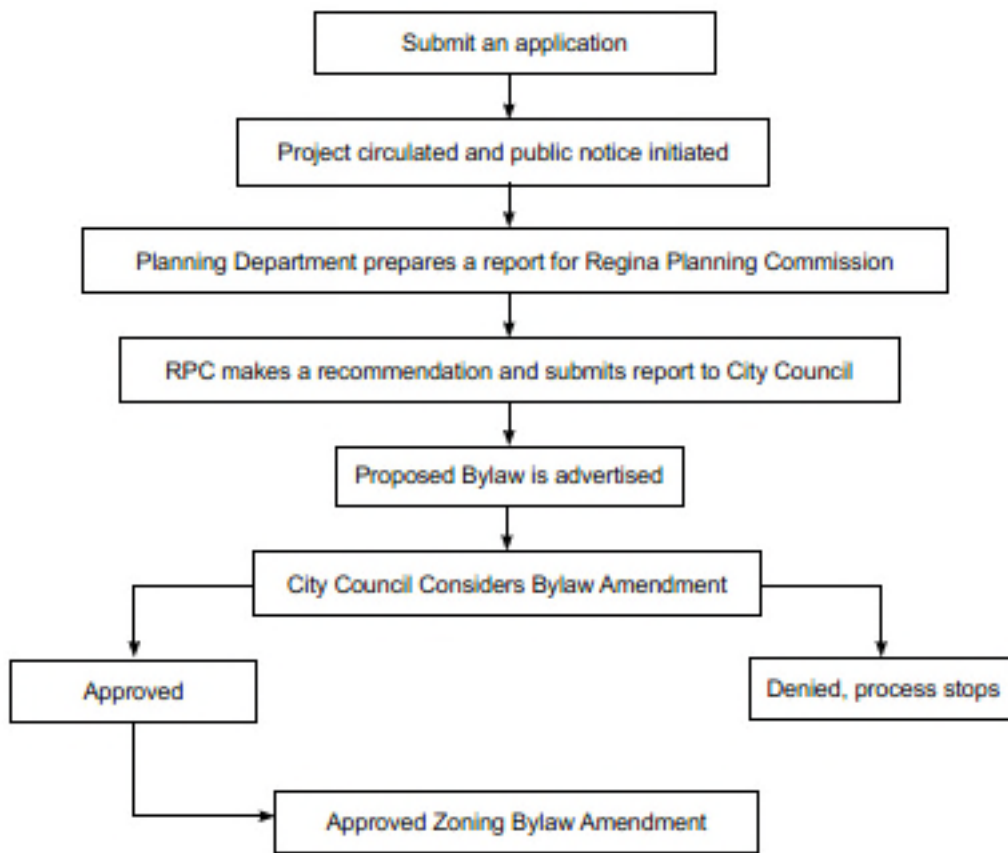 Submit an application
Project circulated and public notice initiated
Planning Department prepares a report for Regina Planning Commission
RPC makes a recommendation and submits report to City Council
Proposed Bylaw is advertised
City Council Considers Bylaw Amendment
Approved
Denied, process stops
Approved Zoning Bylaw Amendment